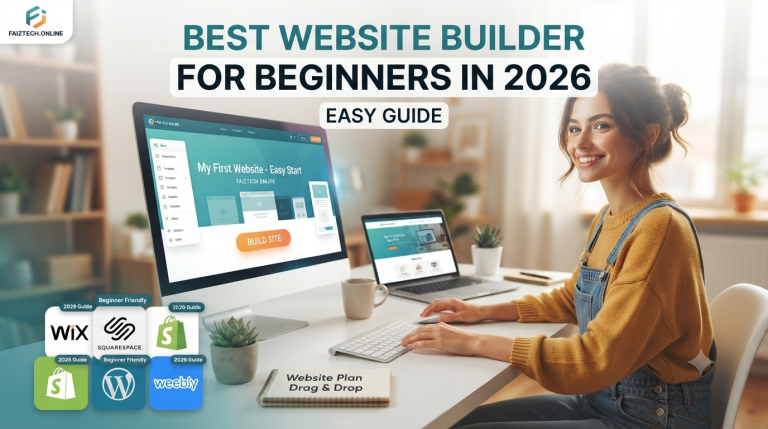 FAIZTECH.ONLINE
BEST WEBSITE BUILDER
FOR BEGINNERS IN 2026
EASY GUIDE
My First Website - Easy Start
FAIZTECH ONLINE
BUILD SITE
2026 Guide
Beginner Friendly
2026 Guide
WiX
SQUARESPACE
S
2026 Guide
Beginner Friendly
2026 Guide
S
W
weebly
Website Plan
Drag & Drop